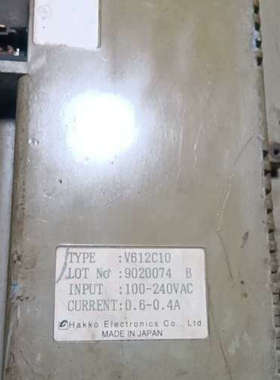 TYPE :V612C10
LOT No :9020074 B
INPUT :100-240VAC
CURRENT:0.6-0.4A
Hakko Electronics Co., Ltd.
MADE IN JAPAN